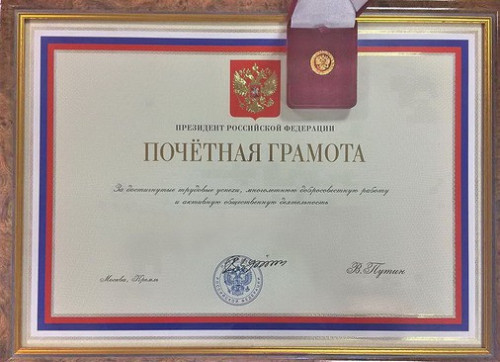 ПРЕЗИДЕНТ РОССИЙСКОЙ ФЕДЕРАЦИИ
ПОЧЁТНАЯ ГРАМОТА
За достигнутые трудовые успехи, многолетнюю добросовестную работу
и активную общественную деятельность
Москва, Кремль
В.Путин